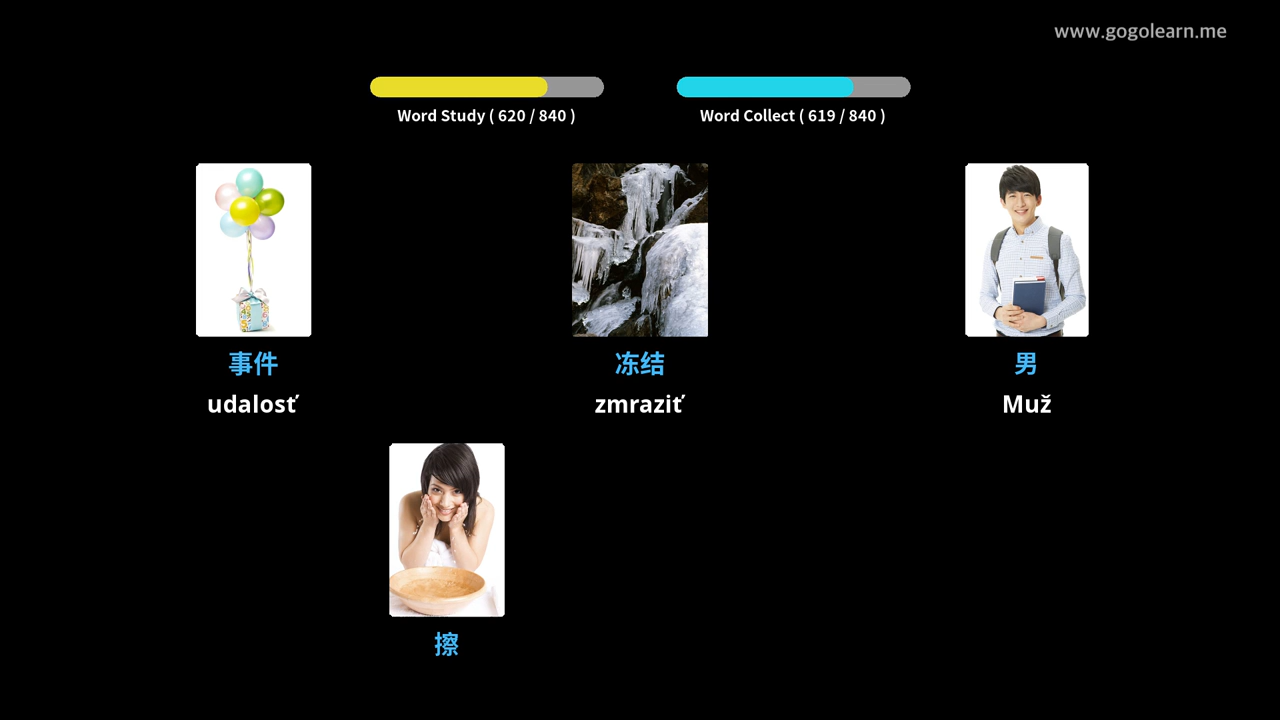 www.gogolearn.me
Word Study ( 620 / 840 )
Word Collect ( 619 / 840 )
事件
冻结
男
udalosť
zmraziť
Muž
擦